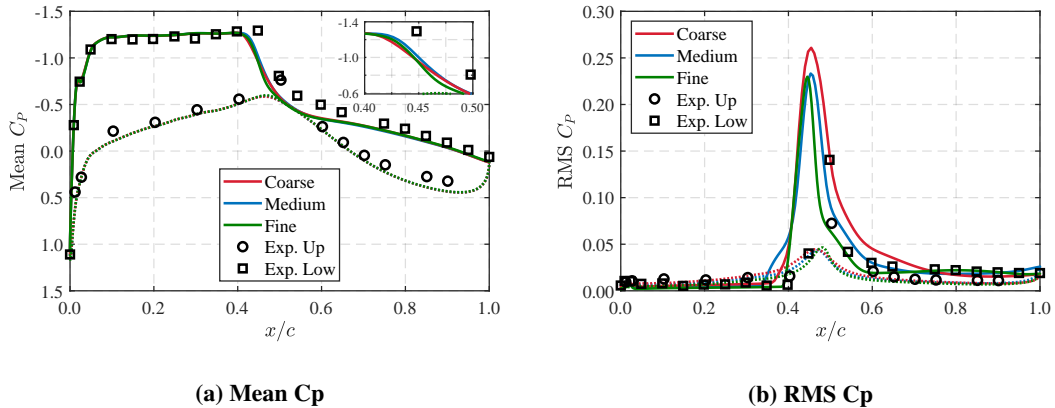 -1.4
-1.0
-0.5
0.0
0.5
1.0
1.5
Mean C_P
0.0
0.2
0.4
0.6
0.8
1.0
x/c
-1.4
-0.6
0.40
0.45
0.50
Coarse
Medium
Fine
Exp. Up
Exp. Low
(a) Mean Cp
0.30
0.25
0.20
0.15
0.10
0.05
0.00
RMS C_P
0.0
0.2
0.4
0.6
0.8
1.0
x/c
Coarse
Medium
Fine
Exp. Up
Exp. Low
(b) RMS Cp